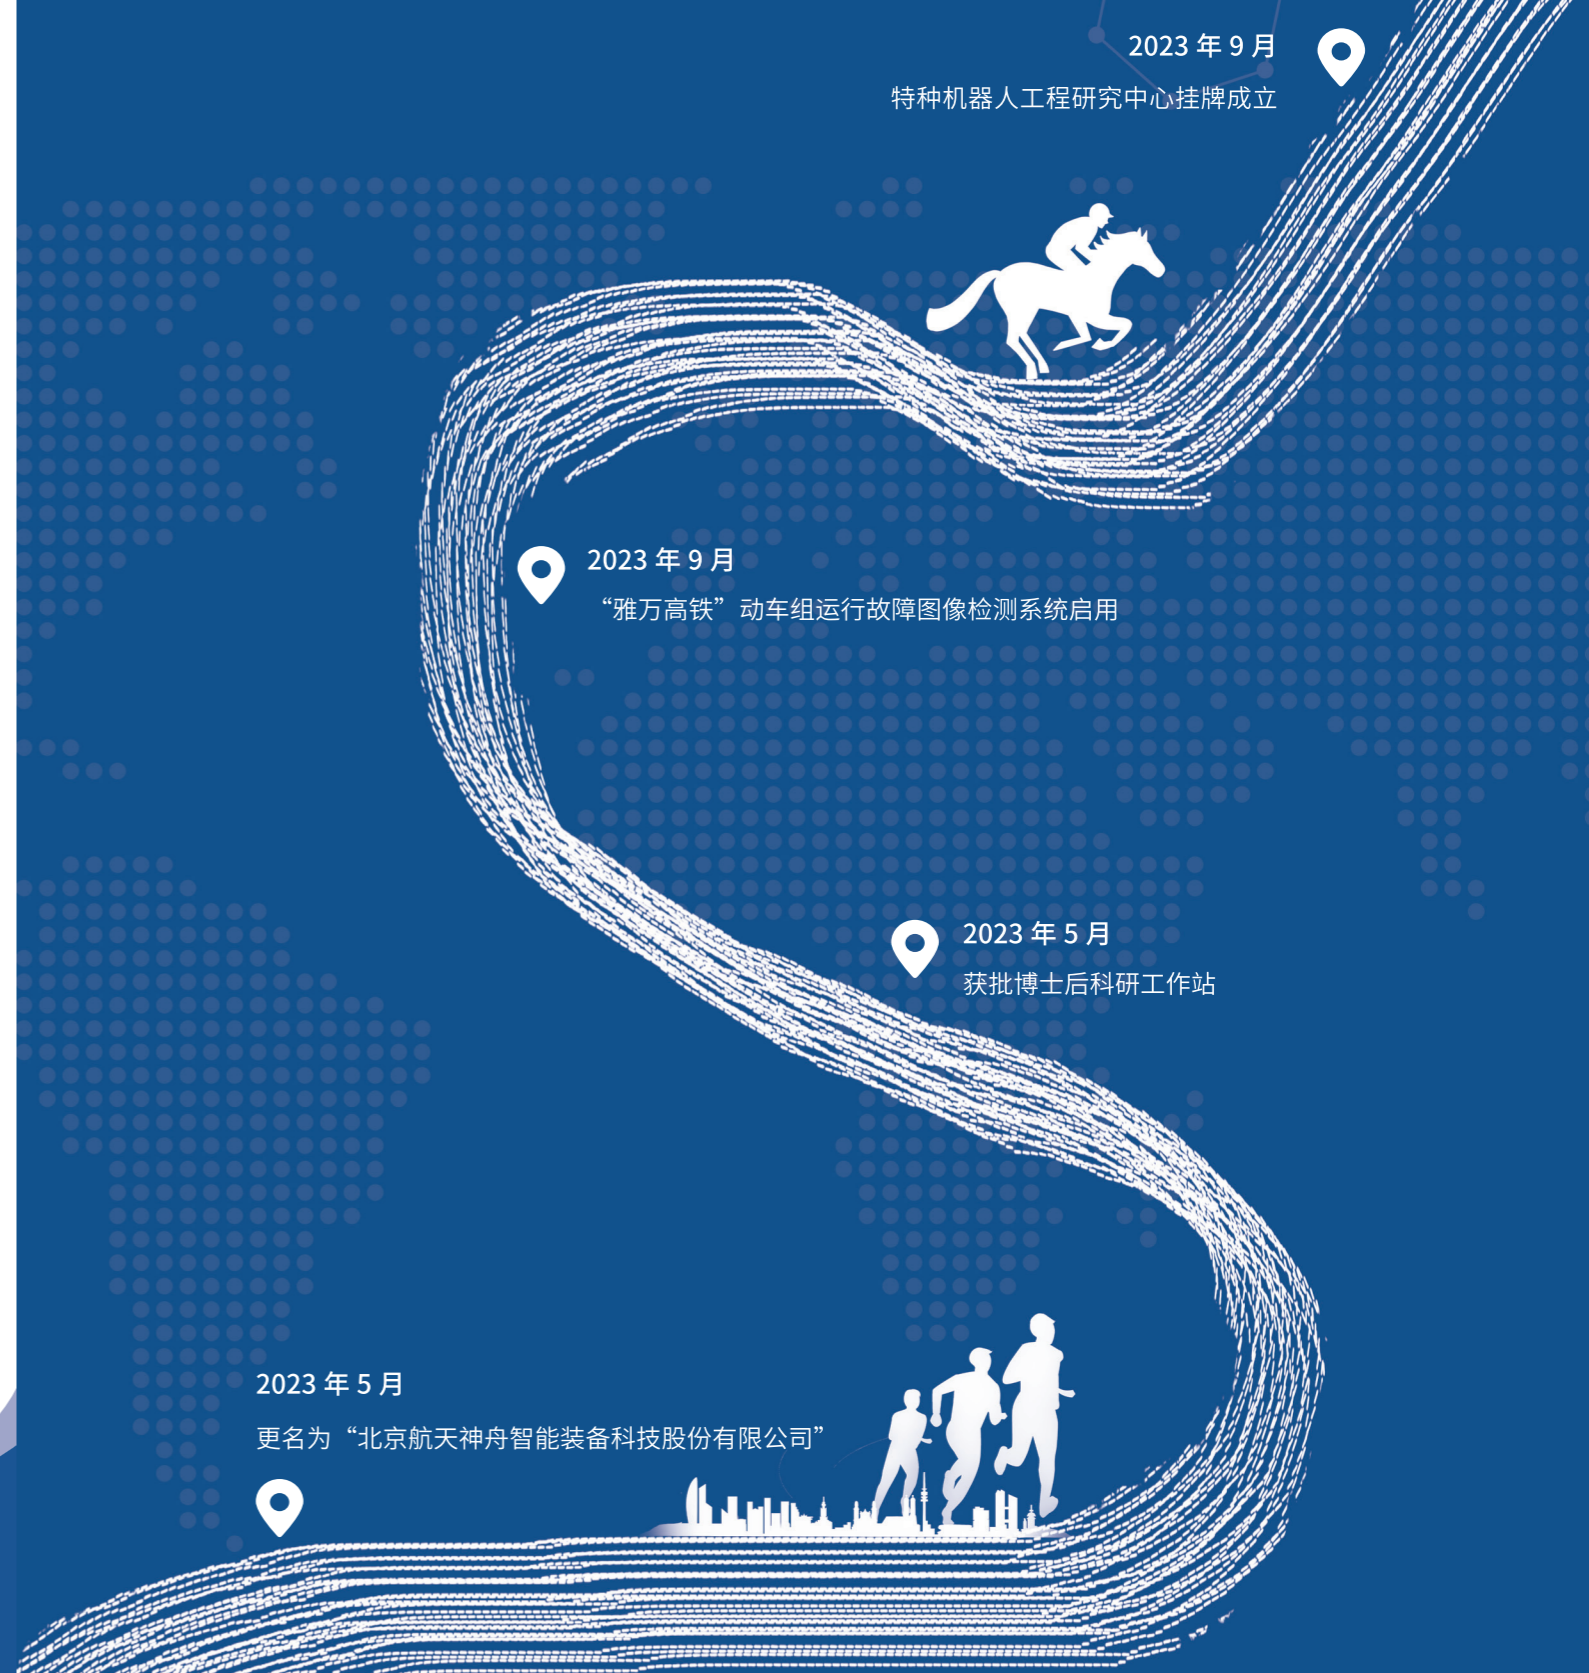 2023 年 9 月
特种机器人工程研究中心挂牌成立
2023 年 9 月
“雅万高铁”动车组运行故障图像检测系统启用
2023 年 5 月
获批博士后科研工作站
2023 年 5 月
更名为“北京航天神舟智能装备科技股份有限公司”